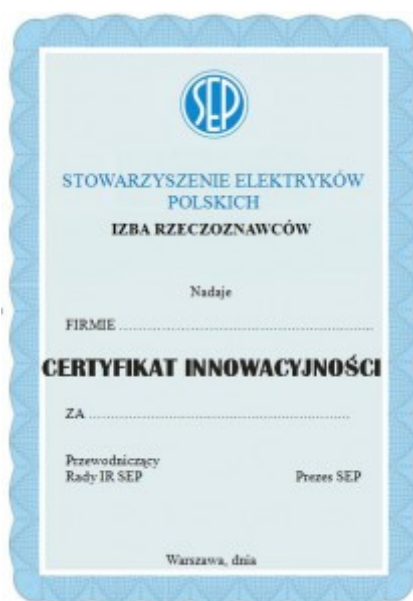 SEP
STOWARZYSZENIE ELEKTRYKÓW
POLSKICH
IZBA RZECZOZNAWCÓW
Nadaje
FIRMIE ................................................................
CERTYFIKAT INNOWACYJNOŚCI
ZA ..................................................................
Przewodniczący
Rady IR SEP
Prezes SEP
Warszawa, dnia